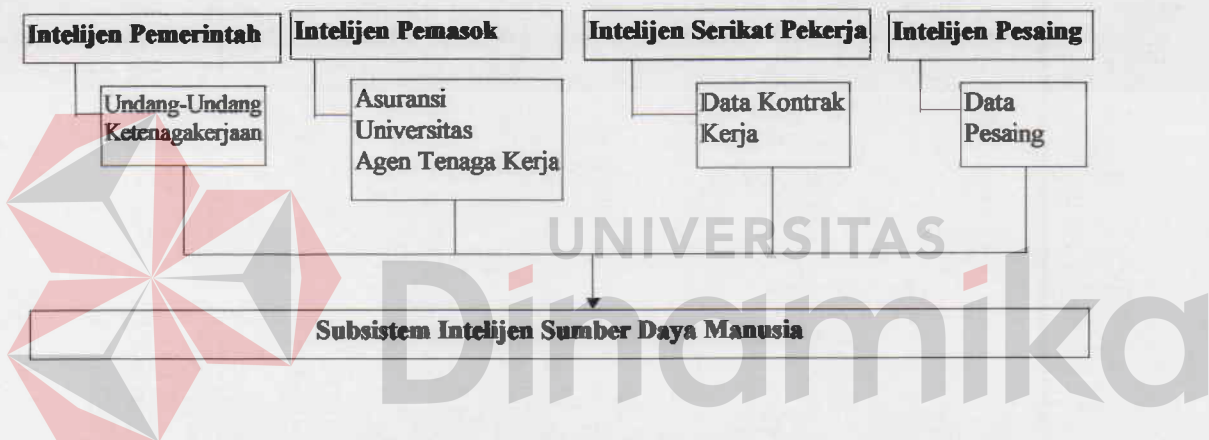 Intelijen Pemerintah
Undang-Undang
Ketenagakerjaan
Intelijen Pemasok
Asuransi
Universitas
Agen Tenaga Kerja
Intelijen Serikat Pekerja
Data Kontrak
Kerja
Intelijen Pesaing
Data
Pesaing
UNIVERSITAS
Dinamika
Subsistem Intelijen Sumber Daya Manusia